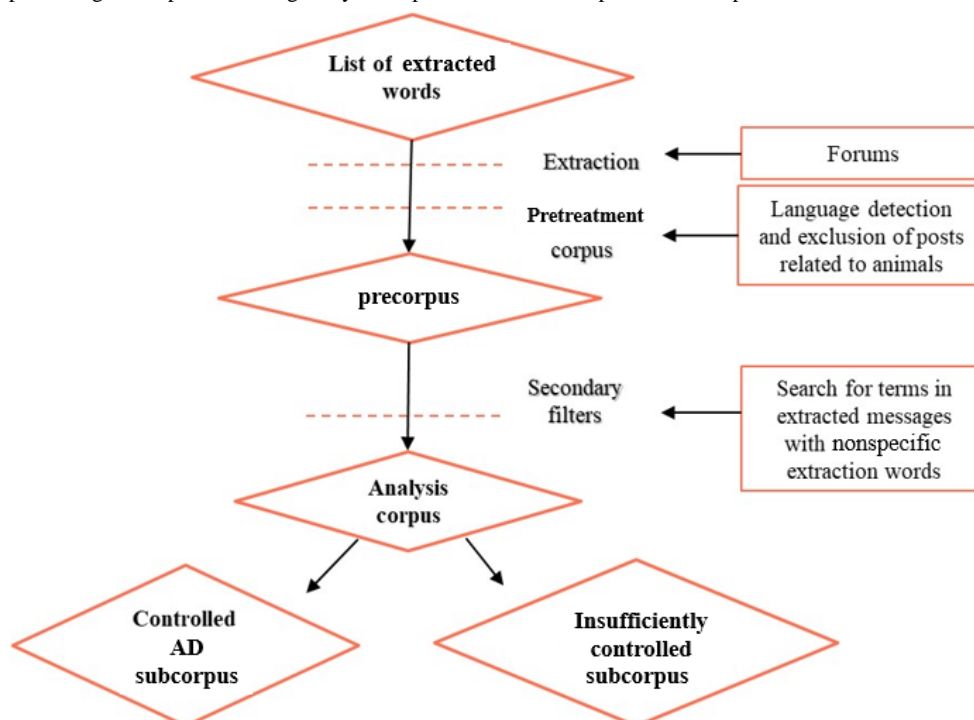 List of extracted
words
Extraction
Forums
Pretreatment
corpus
Language detection
and exclusion of posts
related to animals
precorpus
Secondary
filters
Search for terms in
extracted messages
with nonspecific
extraction words
Analysis
corpus
Controlled
AD
subcorpus
Insufficiently
controlled
subcorpus